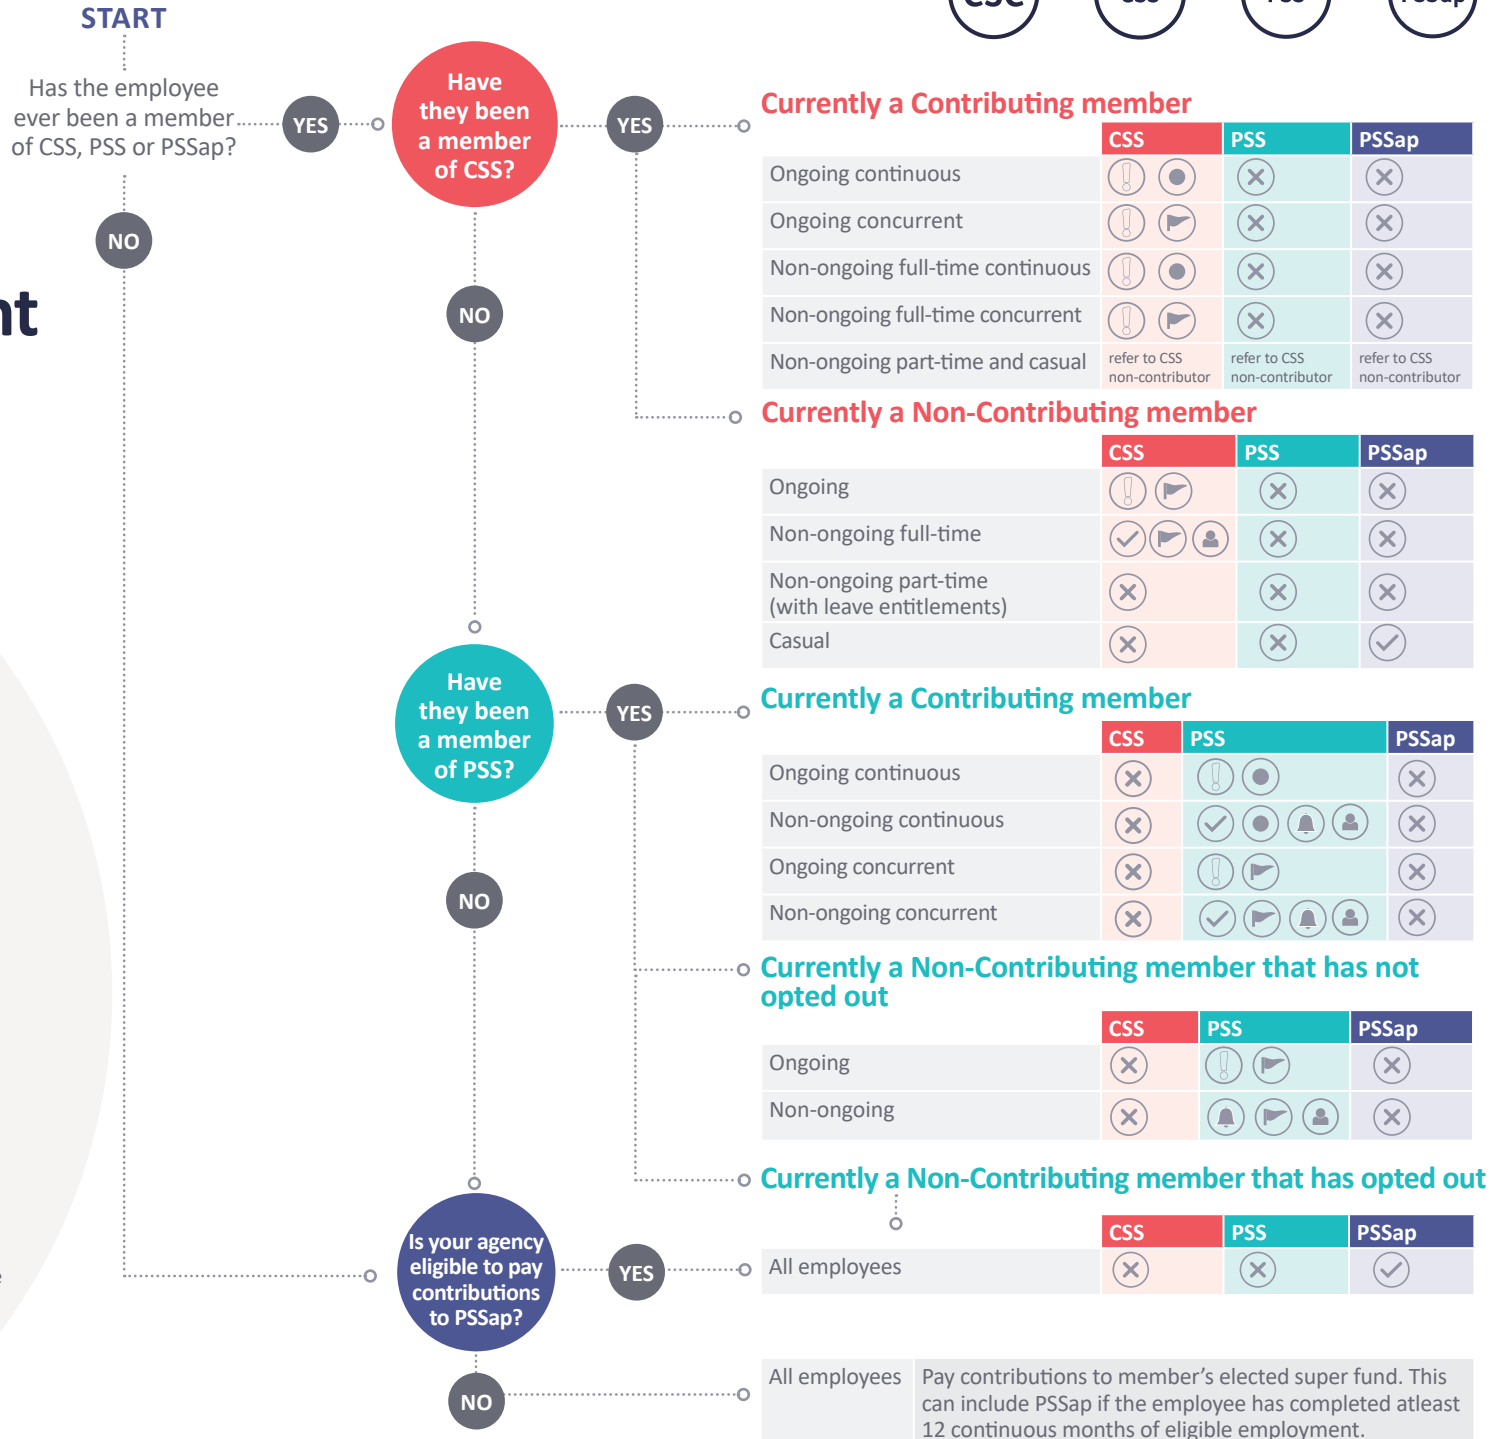 CSC
CSS
PSS
PSSap
START
Has the employee
ever been a member
of CSS, PSS or PSSap?
YES
NO
nt
Have
they been
a member
of CSS?
YES
NO
Currently a Contributing member
CSS PSS PSSap
Ongoing continuous
Ongoing concurrent
Non-ongoing full-time continuous
Non-ongoing full-time concurrent
Non-ongoing part-time and casual
refer to CSS
non-contributor
refer to CSS
non-contributor
refer to CSS
non-contributor
Currently a Non-Contributing member
CSS PSS PSSap
Ongoing
Non-ongoing full-time
Non-ongoing part-time
(with leave entitlements)
Casual
Have
they been
a member
of PSS?
YES
NO
Currently a Contributing member
CSS PSS PSSap
Ongoing continuous
Non-ongoing continuous
Ongoing concurrent
Non-ongoing concurrent
Currently a Non-Contributing member that has not
opted out
CSS PSS PSSap
Ongoing
Non-ongoing
Currently a Non-Contributing member that has opted out
CSS PSS PSSap
All employees
Is your agency
eligible to pay
contributions
to PSSap?
YES
NO
All employees
Pay contributions to member's elected super fund. This
can include PSSap if the employee has completed atleast
12 continuous months of eligible employment.